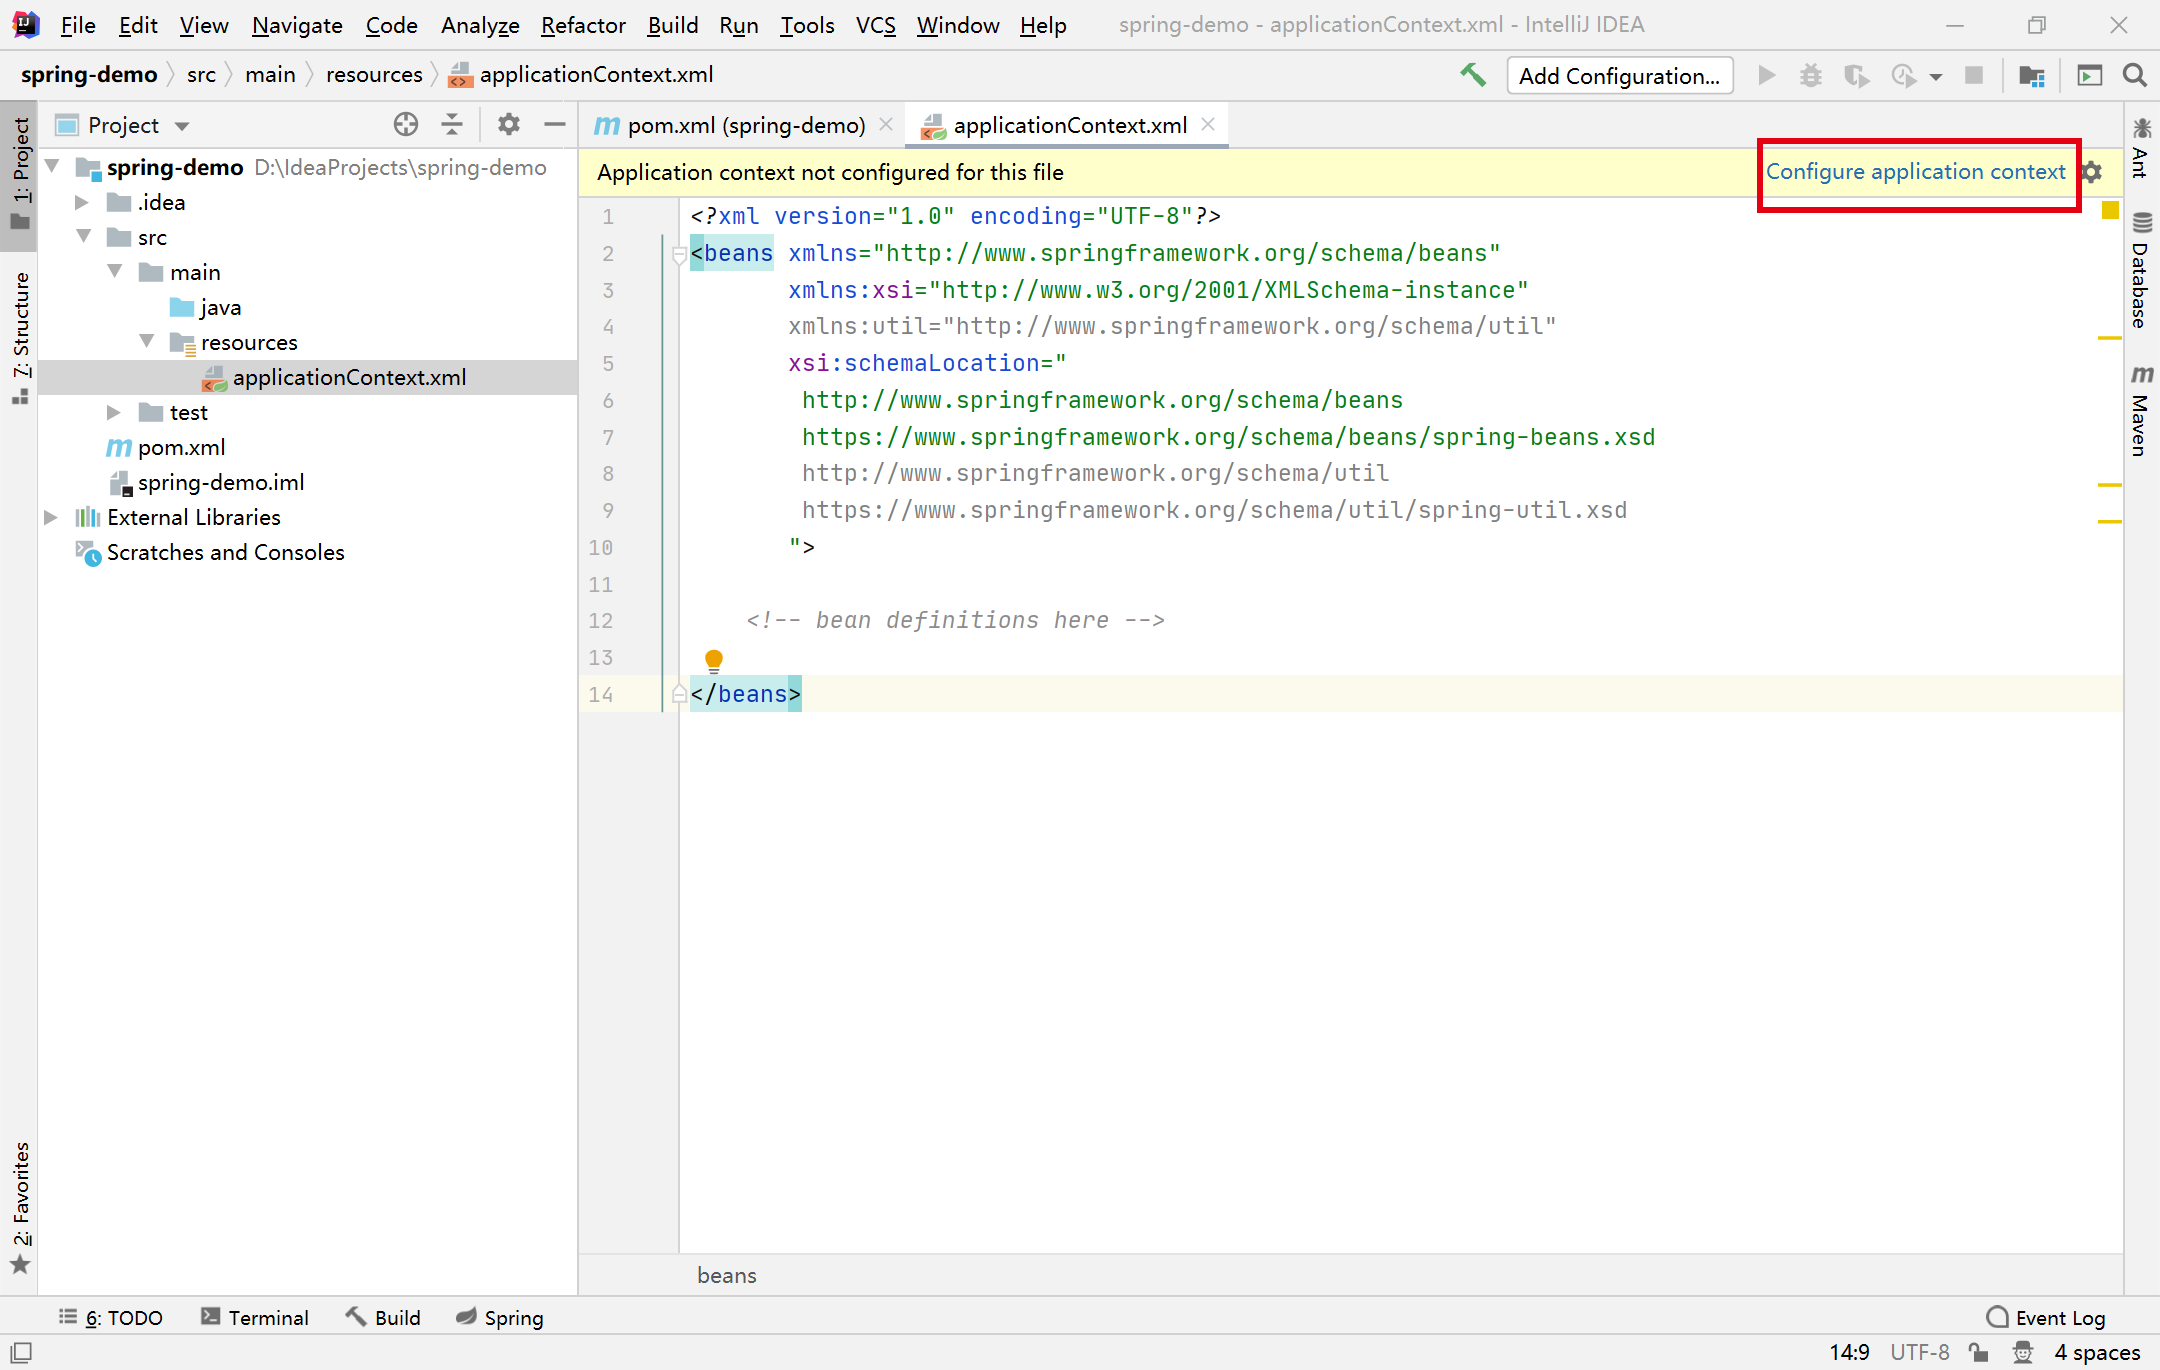 File Edit View Navigate Code Analyze Refactor Build Run Tools VCS Window Help spring-demo - applicationContext.xml - IntelliJ IDEA
spring-demo src main resources applicationContext.xml Add Configuration...
Project
pom.xml (spring-demo) applicationContext.xml
Application context not configured for this file Configure application context
1: Project
7: Structure
2: Favorites
spring-demo D:\IdeaProjects\spring-demo
.idea
src
main
java
resources
applicationContext.xml
test
pom.xml
spring-demo.iml
External Libraries
Scratches and Consoles
1 <?xml version="1.0" encoding="UTF-8"?>
2 <beans xmlns="http://www.springframework.org/schema/beans"
3 xmlns:xsi="http://www.w3.org/2001/XMLSchema-instance"
4 xmlns:util="http://www.springframework.org/schema/util"
5 xsi:schemaLocation="
6 http://www.springframework.org/schema/beans
7 https://www.springframework.org/schema/beans/spring-beans.xsd
8 http://www.springframework.org/schema/util
9 https://www.springframework.org/schema/util/spring-util.xsd
10 ">
11
12 <!-- bean definitions here -->
13
14 </beans>
Ant
Database
Maven
beans
6: TODO Terminal Build Spring Event Log
14:9 UTF-8 4 spaces